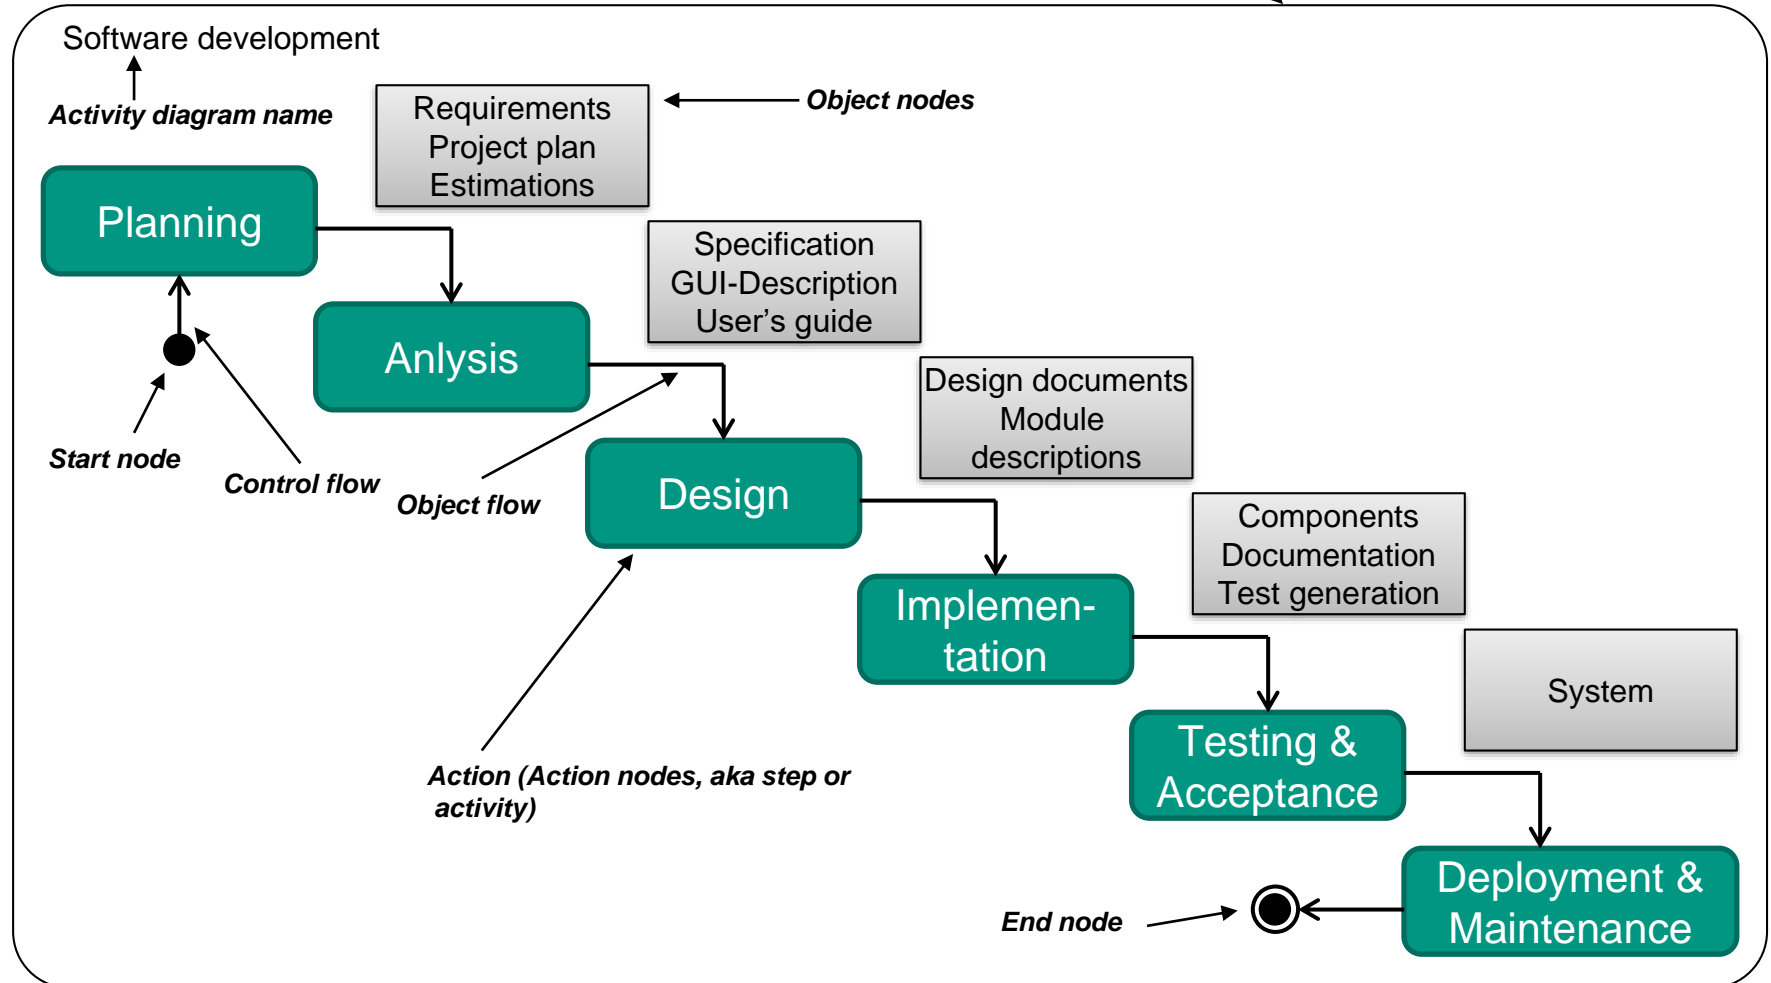 Software development
Activity diagram name
Requirements
Project plan
Estimations
Object nodes
Planning
Specification
GUI-Description
User’s guide
Anlysis
Design documents
Module
descriptions
Start node
Control flow
Object flow
Design
Components
Documentation
Test generation
Implemen-
tation
System
Action (Action nodes, aka step or
activity)
Testing &
Acceptance
Deployment &
Maintenance
End node